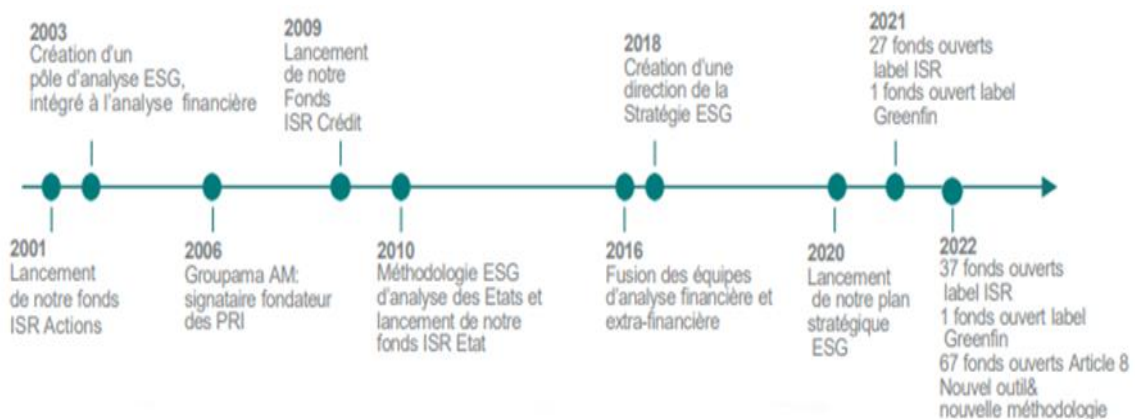 2003
Création d'un
pôle d'analyse ESG,
intégré à l'analyse financière
2009
Lancement
de notre
Fonds
ISR Crédit
2018
Création d'une
direction de la
Stratégie ESG
2021
27 fonds ouverts
label ISR
1 fonds ouvert label
Greenfin
2001
Lancement
de notre fonds
ISR Actions
2006
Groupama AM:
signataire fondateur
des PRI
2010
Méthodologie ESG
d'analyse des Etats et
lancement de notre
fonds ISR Etat
2016
Fusion des équipes
d'analyse financière et
extra-financière
2020
Lancement
de notre plan
stratégique
ESG
2022
37 fonds ouverts
label ISR
1 fonds ouvert label
Greenfin
67 fonds ouverts Article 8
Nouvel outil&
nouvelle méthodologie